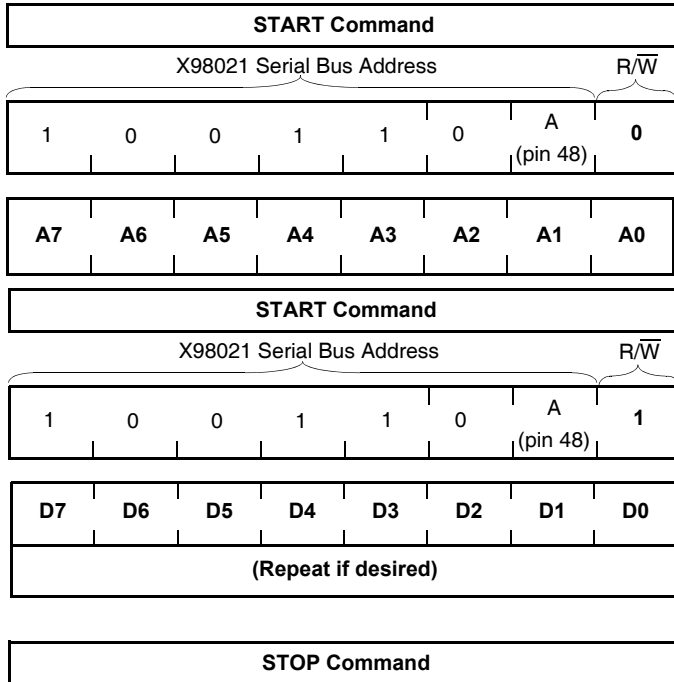 START Command
X98021 Serial Bus Address R/W̅
1 0 0 1 1 0 A (pin 48) 0
A7 A6 A5 A4 A3 A2 A1 A0
START Command
X98021 Serial Bus Address R/W̅
1 0 0 1 1 0 A (pin 48) 1
D7 D6 D5 D4 D3 D2 D1 D0
(Repeat if desired)
STOP Command